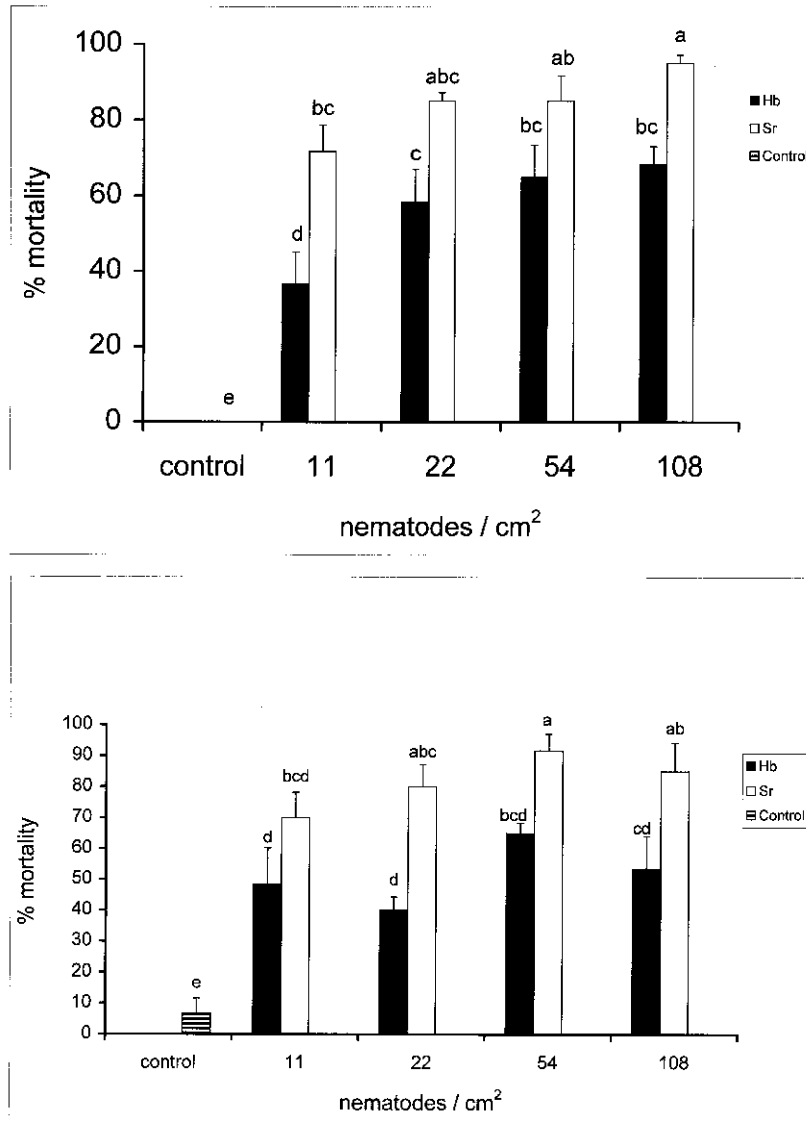 100
80
60
40
20
0
% mortality
e
d
bc
c
abc
bc
ab
bc
a
Hb
Sr
Control
control 11 22 54 108
nematodes / cm²
100
90
80
70
60
50
40
30
20
10
0
% mortality
e
d
bcd
d
abc
bcd
a
cd
ab
Hb
Sr
Control
control 11 22 54 108
nematodes / cm²